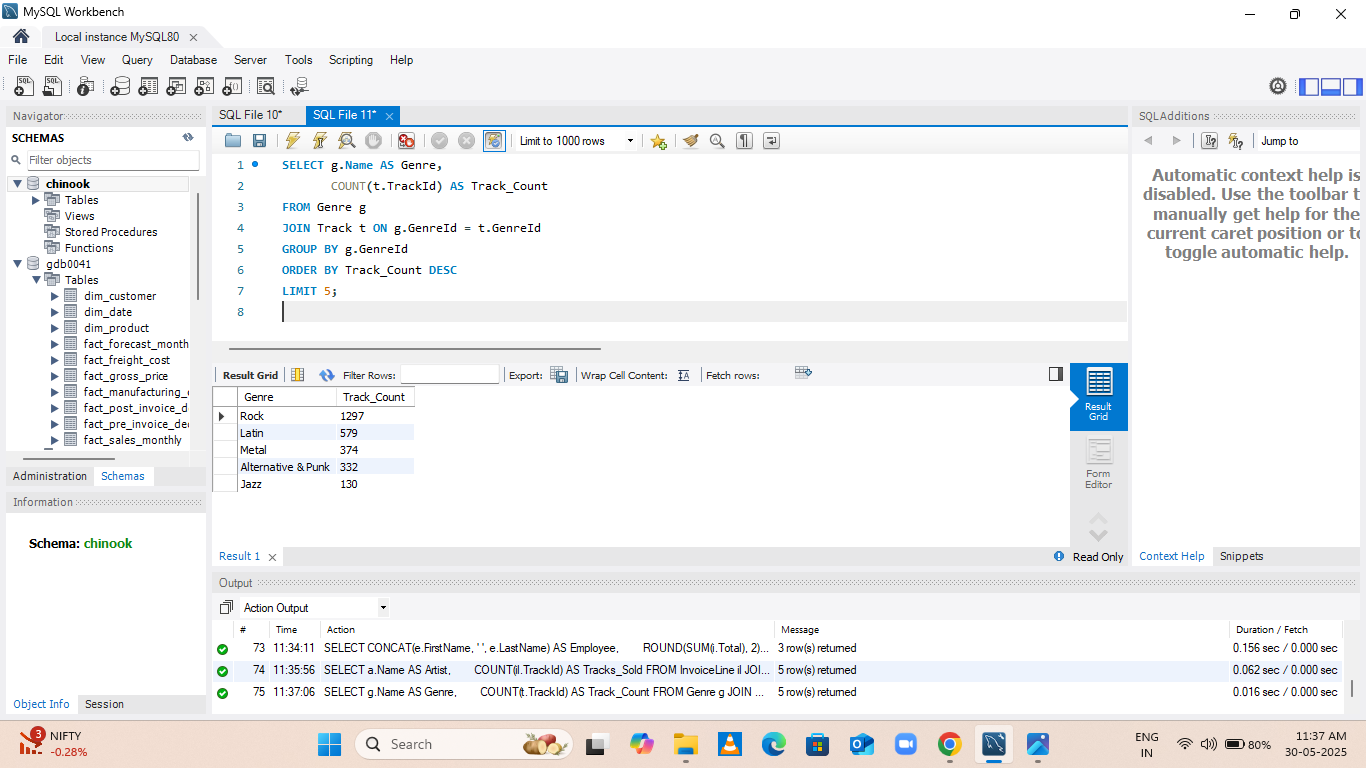 MySQL Workbench
Local instance MySQL80
File Edit View Query Database Server Tools Scripting Help
Navigator
SCHEMAS
Filter objects
chinook
Tables
Views
Stored Procedures
Functions
gdb0041
Tables
dim_customer
dim_date
dim_product
fact_forecast_month
fact_freight_cost
fact_gross_price
fact_manufacturing_
fact_post_invoice_d
fact_pre_invoice_de
fact_sales_monthly
Administration Schemas
Information
Schema: chinook
Object Info Session
SQL File 10* SQL File 11*
Limit to 1000 rows
1 SELECT g.Name AS Genre,
2 COUNT(t.TrackId) AS Track_Count
3 FROM Genre g
4 JOIN Track t ON g.GenreId = t.GenreId
5 GROUP BY g.GenreId
6 ORDER BY Track_Count DESC
7 LIMIT 5;
8
Result Grid Filter Rows: Export: Wrap Cell Content: Fetch rows:
Genre Track_Count
Rock 1297
Latin 579
Metal 374
Alternative & Punk 332
Jazz 130
Result Grid
Form Editor
Result 1 Read Only
SQLAdditions
Jump to
Automatic context help is
disabled. Use the toolbar t
manually get help for the
current caret position or to
toggle automatic help.
Context Help Snippets
Output
Action Output
# Time Action Message Duration / Fetch
73 11:34:11 SELECT CONCAT(e.FirstName, ' ', e.LastName) AS Employee, ROUND(SUM(i.Total), 2)... 3 row(s) returned 0.156 sec / 0.000 sec
74 11:35:56 SELECT a.Name AS Artist, COUNT(il.TrackId) AS Tracks_Sold FROM InvoiceLine il JOI... 5 row(s) returned 0.062 sec / 0.000 sec
75 11:37:06 SELECT g.Name AS Genre, COUNT(t.TrackId) AS Track_Count FROM Genre g JOIN ... 5 row(s) returned 0.016 sec / 0.000 sec
3
NIFTY
-0.28%
Search
ENG
IN
80%
11:37 AM
30-05-2025